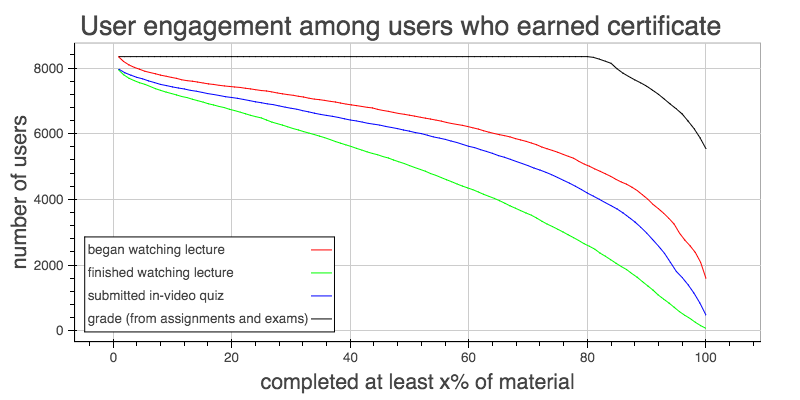 User engagement among users who earned certificate
number of users
8000
6000
4000
2000
0
began watching lecture
finished watching lecture
submitted in-video quiz
grade (from assignments and exams)
0 20 40 60 80 100
completed at least x% of material